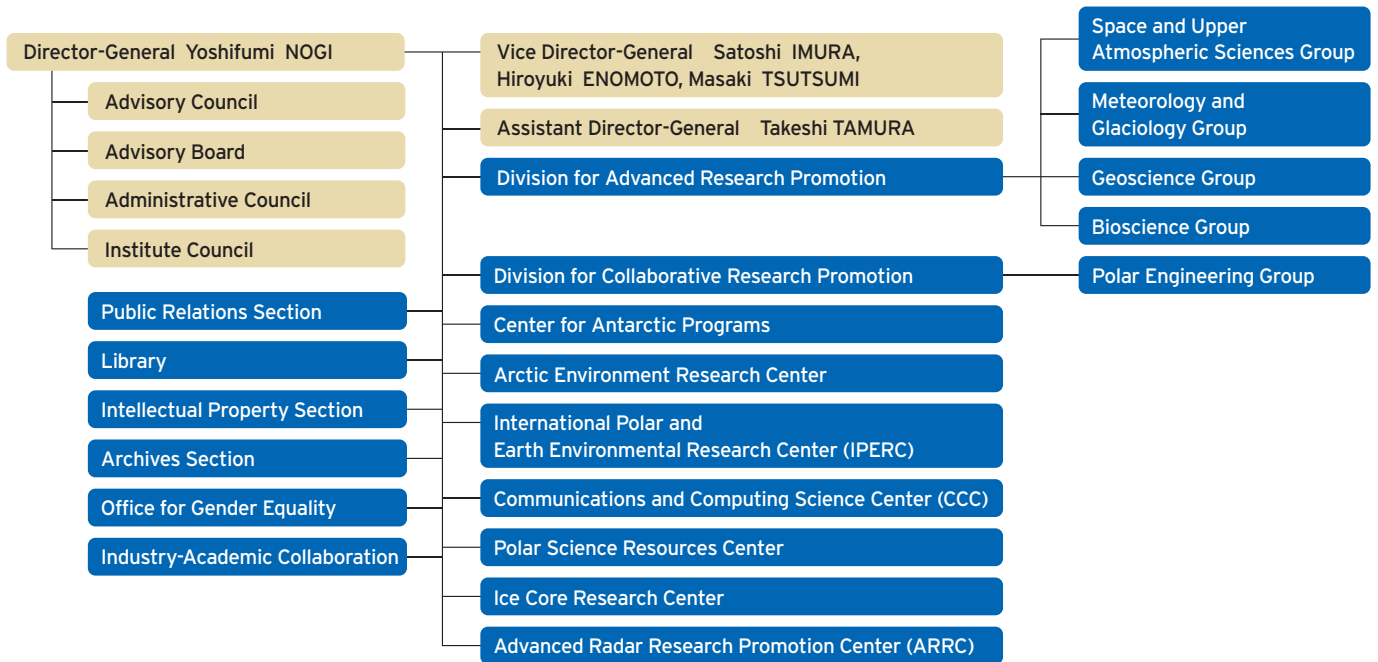 Director-General Yoshifumi NOGI
Advisory Council
Advisory Board
Administrative Council
Institute Council
Public Relations Section
Library
Intellectual Property Section
Archives Section
Office for Gender Equality
Industry-Academic Collaboration
Vice Director-General Satoshi IMURA,
Hiroyuki ENOMOTO, Masaki TSUTSUMI
Assistant Director-General Takeshi TAMURA
Division for Advanced Research Promotion
Division for Collaborative Research Promotion
Center for Antarctic Programs
Arctic Environment Research Center
International Polar and
Earth Environmental Research Center (IPERC)
Communications and Computing Science Center (CCC)
Polar Science Resources Center
Ice Core Research Center
Advanced Radar Research Promotion Center (ARRC)
Space and Upper
Atmospheric Sciences Group
Meteorology and
Glaciology Group
Geoscience Group
Bioscience Group
Polar Engineering Group